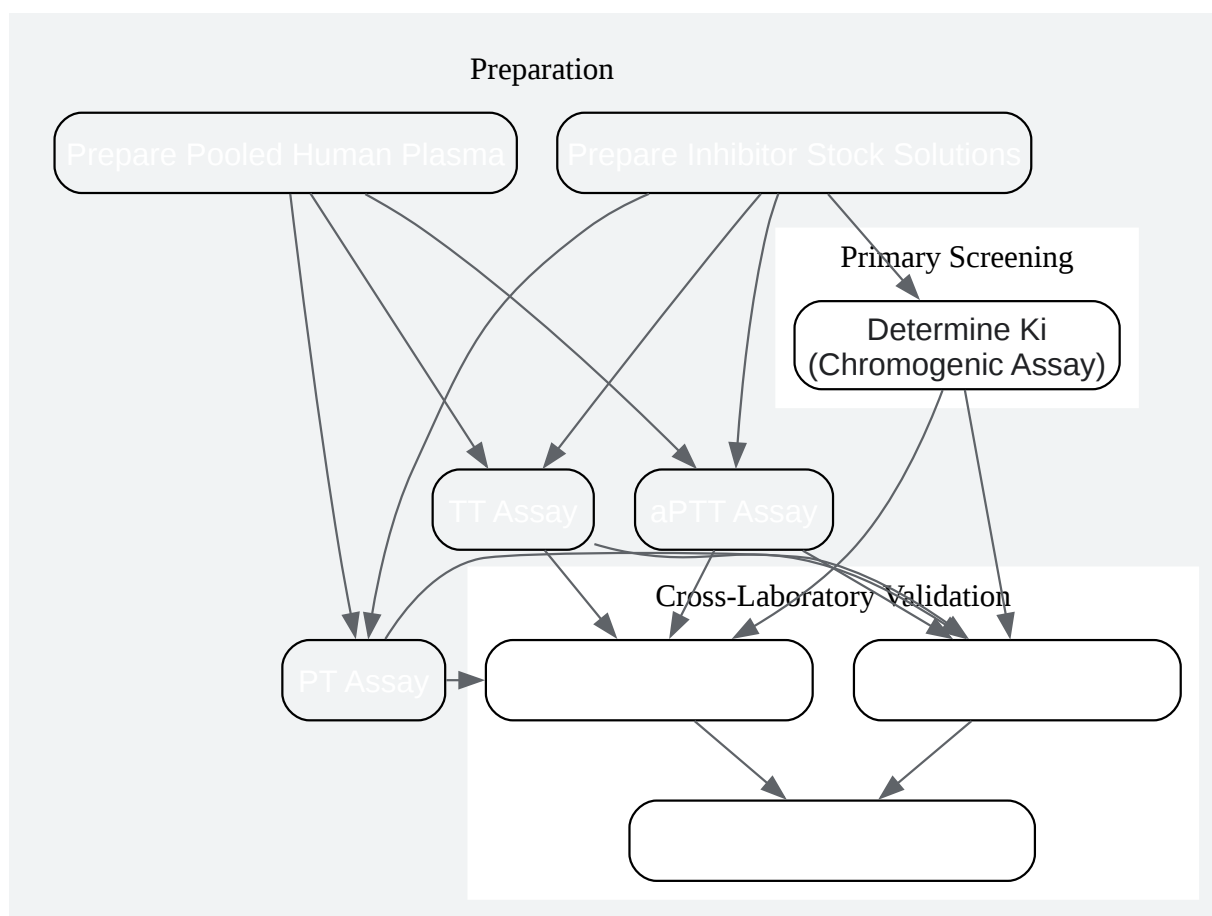 Preparation
Prepare Pooled Human Plasma
Prepare Inhibitor Stock Solutions
Primary Screening
Determine Ki
(Chromogenic Assay)
TT Assay
aPTT Assay
Cross-Laboratory Validation
PT Assay